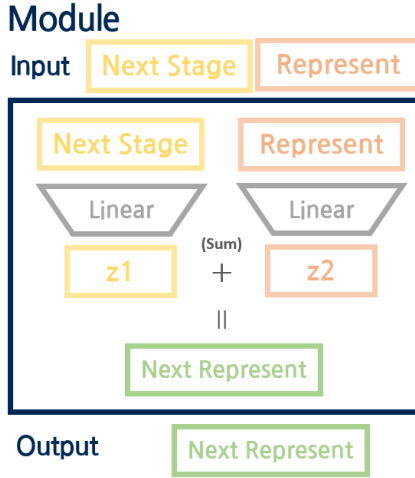 Module
Input Next Stage Represent
Next Stage Represent
Linear Linear
(Sum)
z1 + z2
=
Next Represent
Output Next Represent